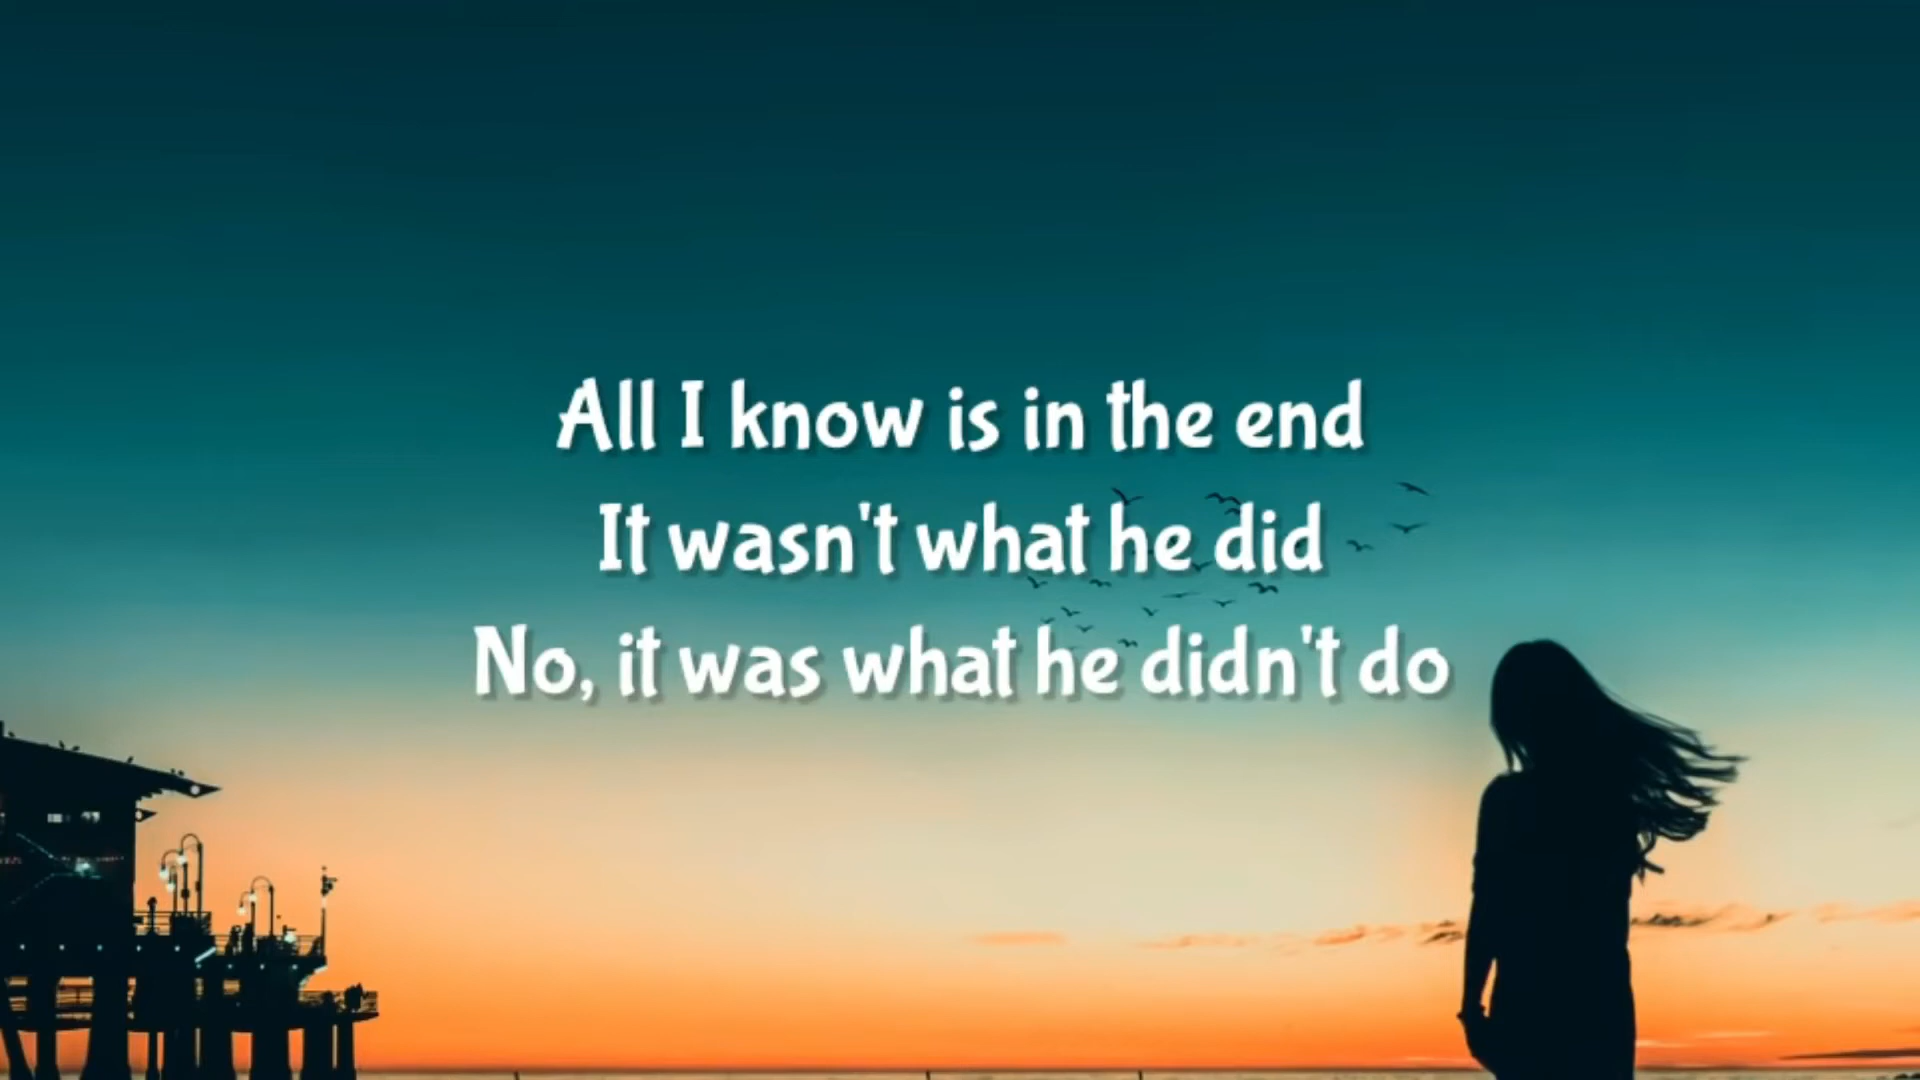 All I know is in the end
It wasn't what he did
No, it was what he didn't do